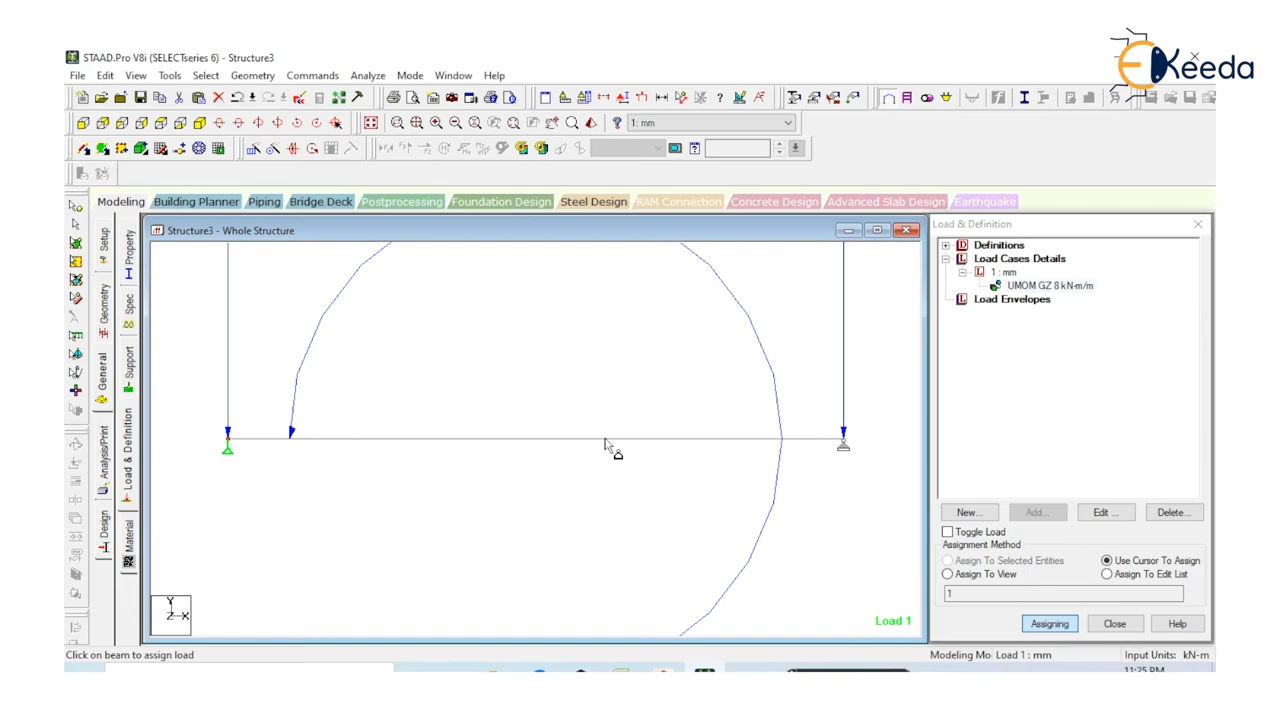 STAAD.Pro V8i (SELECTseries 6) - Structure3
EKeeda
File Edit View Tools Select Geometry Commands Analyze Mode Window Help
1: mm
Modeling Building Planner Piping Bridge Deck Postprocessing Foundation Design Steel Design RAM Connection Concrete Design Advanced Slab Design Earthquake
Setup
Geometry
General
Analysis/Print
Design
Property
Spec
Support
Load & Definition
Material
Structure3 - Whole Structure
Y
Z X
Load 1
Load & Definition
Definitions
Load Cases Details
1 : mm
UMOM GZ 8 kN-m/m
Load Envelopes
New... Add... Edit ... Delete...
Toggle Load
Assignment Method
Assign To Selected Entities Use Cursor To Assign
Assign To View Assign To Edit List
1
Assigning Close Help
Click on beam to assign load
Modeling Mo Load 1 : mm Input Units: kN-m
11:25 PM